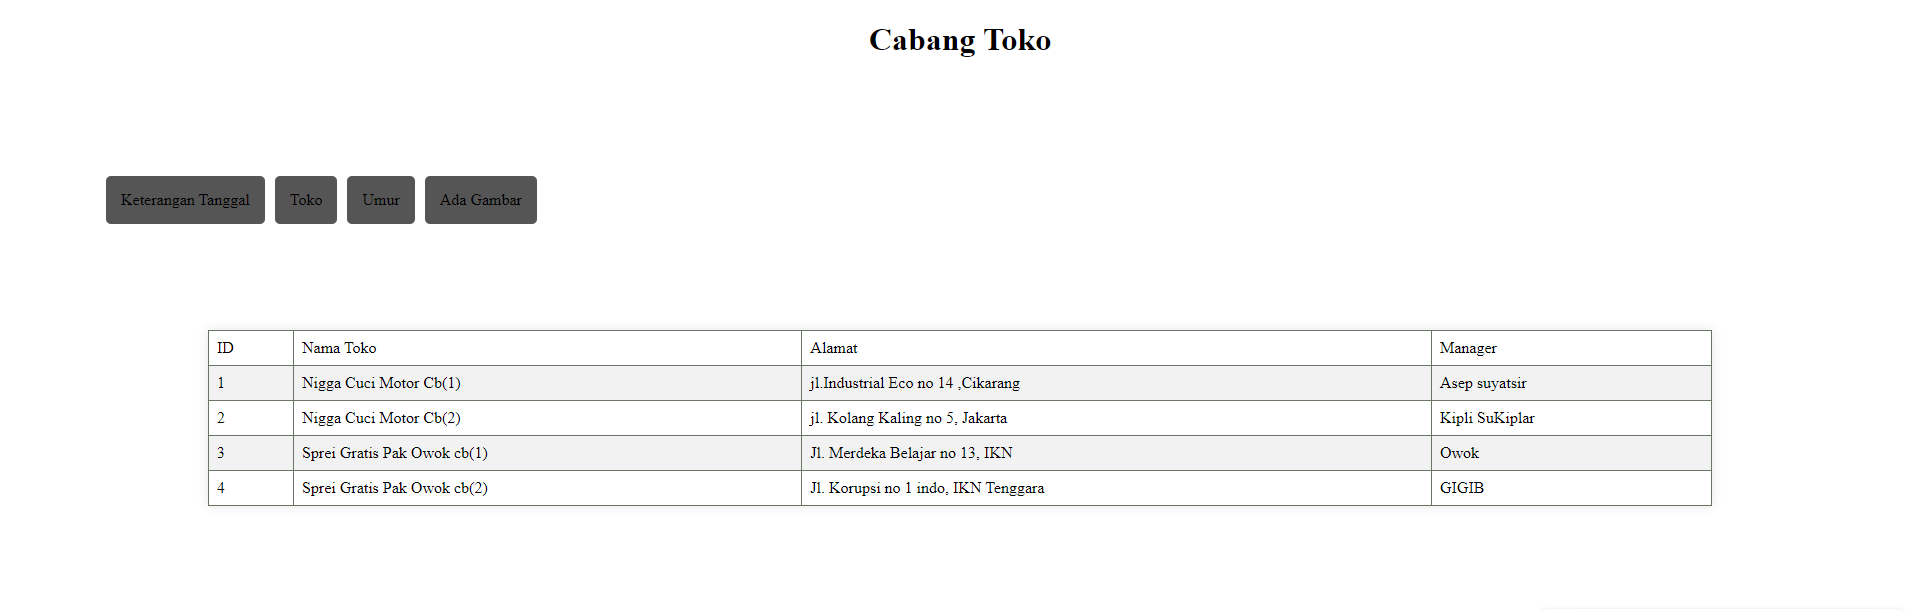 Cabang Toko
Keterangan Tanggal Toko Umur Ada Gambar
ID Nama Toko Alamat Manager
1 Nigga Cuci Motor Cb(1) jl.Industrial Eco no 14 ,Cikarang Asep suyatsir
2 Nigga Cuci Motor Cb(2) jl. Kolang Kaling no 5, Jakarta Kipli SuKiplar
3 Sprei Gratis Pak Owok cb(1) Jl. Merdeka Belajar no 13, IKN Owok
4 Sprei Gratis Pak Owok cb(2) Jl. Korupsi no 1 indo, IKN Tenggara GIGIB